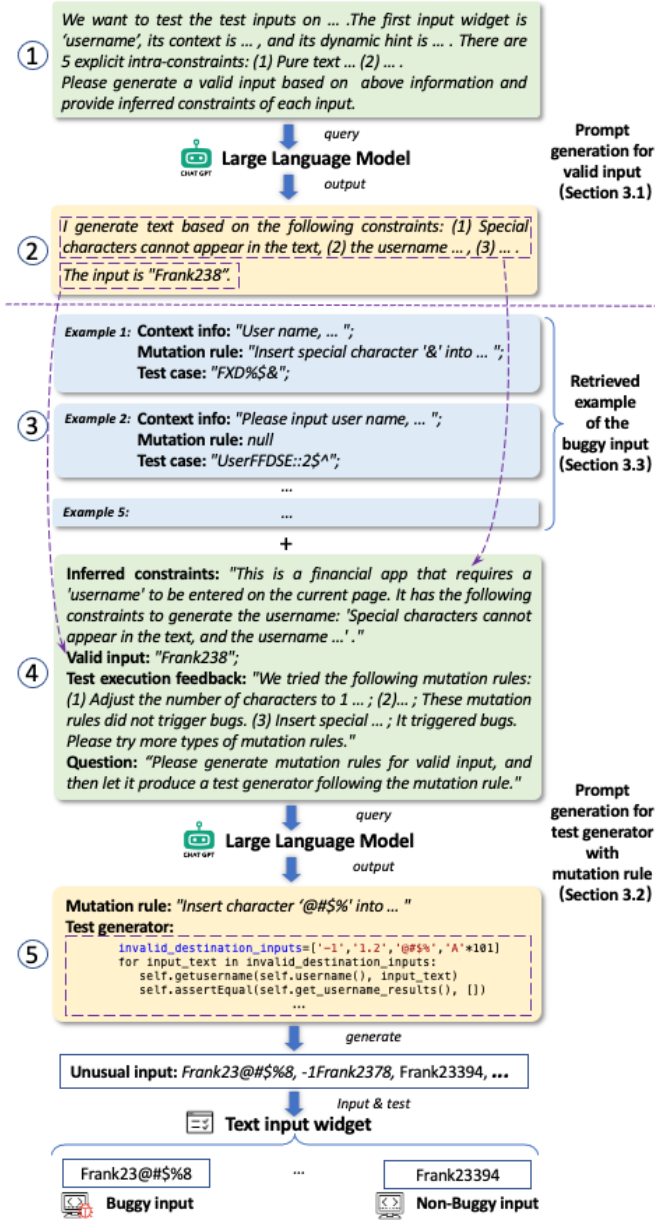 We want to test the test inputs on ... .The first input widget is
'username', its context is ... , and its dynamic hint is ... . There are
5 explicit intra-constraints: (1) Pure text ... (2) ... .
Please generate a valid input based on above information and
provide inferred constraints of each input.
1
query
CHAT GPT
Large Language Model
output
Prompt
generation for
valid input
(Section 3.1)
2
I generate text based on the following constraints: (1) Special
characters cannot appear in the text, (2) the username ... , (3) ... .
The input is "Frank238".
3
Example 1: Context info: "User name, ... ";
Mutation rule: "Insert special character '&' into ... ";
Test case: "FXD%$&";
Example 2: Context info: "Please input user name, ... ";
Mutation rule: null
Test case: "UserFFDSE::2$^";
...
Example 5: ...
Retrieved
example
of the
buggy input
(Section 3.3)
+
4
Inferred constraints: "This is a financial app that requires a
'username' to be entered on the current page. It has the following
constraints to generate the username: 'Special characters cannot
appear in the text, and the username ...' ."
Valid input: "Frank238";
Test execution feedback: "We tried the following mutation rules:
(1) Adjust the number of characters to 1 ... ; (2)... ; These mutation
rules did not trigger bugs. (3) Insert special ... ; It triggered bugs.
Please try more types of mutation rules."
Question: "Please generate mutation rules for valid input, and
then let it produce a test generator following the mutation rule."
query
CHAT GPT
Large Language Model
output
Prompt
generation for
test generator
with
mutation rule
(Section 3.2)
5
Mutation rule: "Insert character '@#$%' into ... "
Test generator:
invalid_destination_inputs=['-1','1.2','@#$%','A'*101]
for input_text in invalid_destination_inputs:
self.getusername(self.username(), input_text)
self.assertEqual(self.get_username_results(), [])
...
generate
Unusual input: Frank23@#$%8, -1Frank2378, Frank23394, ...
Input & test
Text input widget
Frank23@#$%8
...
Frank23394
Buggy input
Non-Buggy input